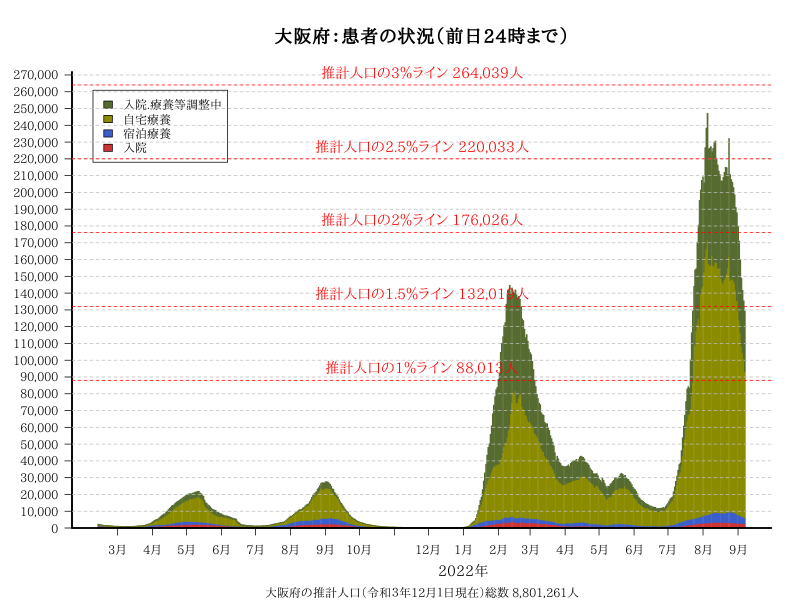 大阪府：患者の状況（前日24時まで）
270,000
260,000
250,000
240,000
230,000
220,000
210,000
200,000
190,000
180,000
170,000
160,000
150,000
140,000
130,000
120,000
110,000
100,000
90,000
80,000
70,000
60,000
50,000
40,000
30,000
20,000
10,000
0
推計人口の3%ライン 264,039人
入院,療養等調整中
自宅療養
宿泊療養
入院
推計人口の2.5%ライン 220,033人
推計人口の2%ライン 176,026人
推計人口の1.5%ライン 132,019人
推計人口の1%ライン 88,013人
3月 4月 5月 6月 7月 8月 9月 10月 12月 1月 2月 3月 4月 5月 6月 7月 8月 9月
2022年
大阪府の推計人口（令和3年12月1日現在）総数 8,801,261人